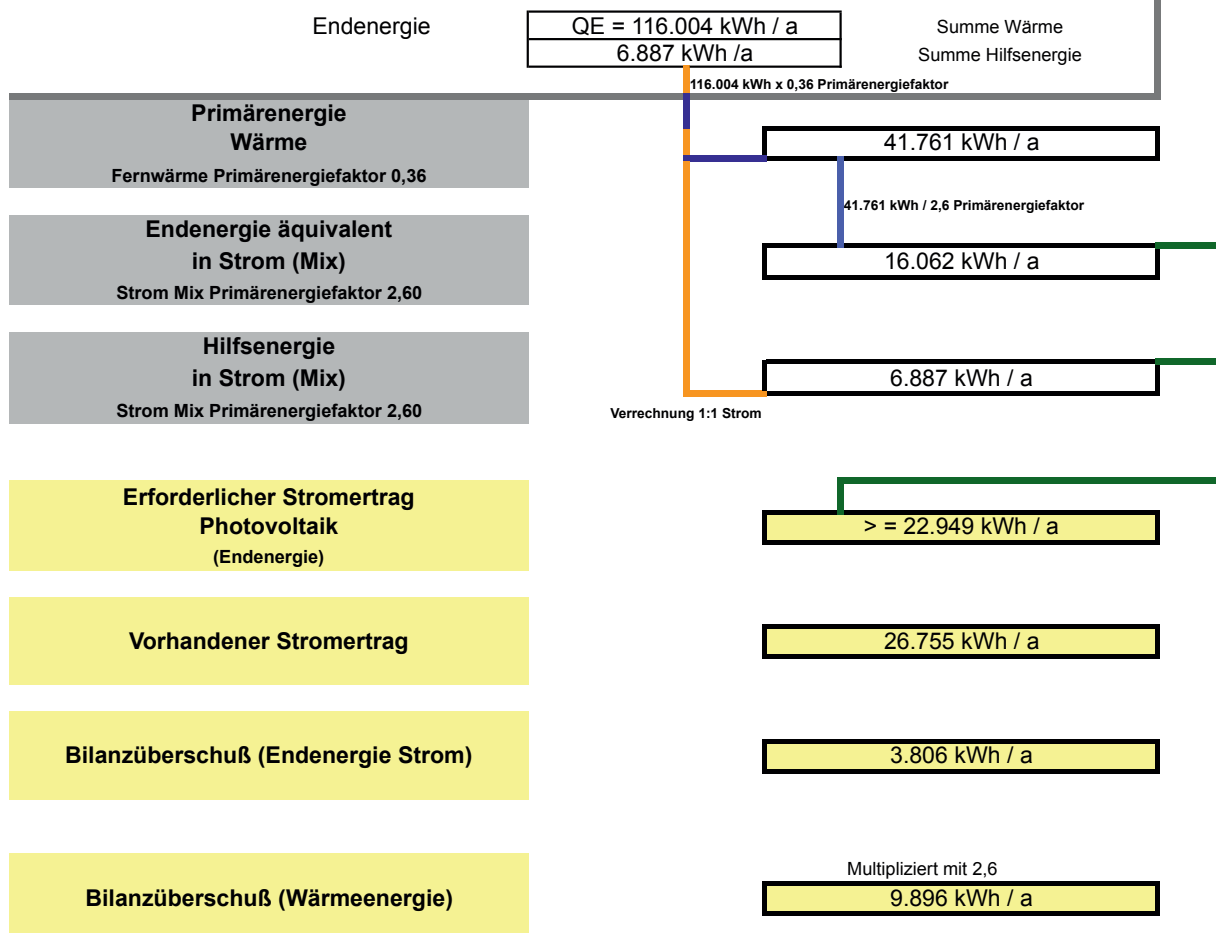 Endenergie
QE = 116.004 kWh / a
Summe Wärme
6.887 kWh /a
Summe Hilfsenergie
116.004 kWh x 0,36 Primärenergiefaktor
Primärenergie
Wärme
Fernwärme Primärenergiefaktor 0,36
41.761 kWh / a
41.761 kWh / 2,6 Primärenergiefaktor
Endenergie äquivalent
in Strom (Mix)
Strom Mix Primärenergiefaktor 2,60
16.062 kWh / a
Hilfsenergie
in Strom (Mix)
Strom Mix Primärenergiefaktor 2,60
6.887 kWh / a
Verrechnung 1:1 Strom
Erforderlicher Stromertrag
Photovoltaik
(Endenergie)
> = 22.949 kWh / a
Vorhandener Stromertrag
26.755 kWh / a
Bilanzüberschuß (Endenergie Strom)
3.806 kWh / a
Multipliziert mit 2,6
Bilanzüberschuß (Wärmeenergie)
9.896 kWh / a